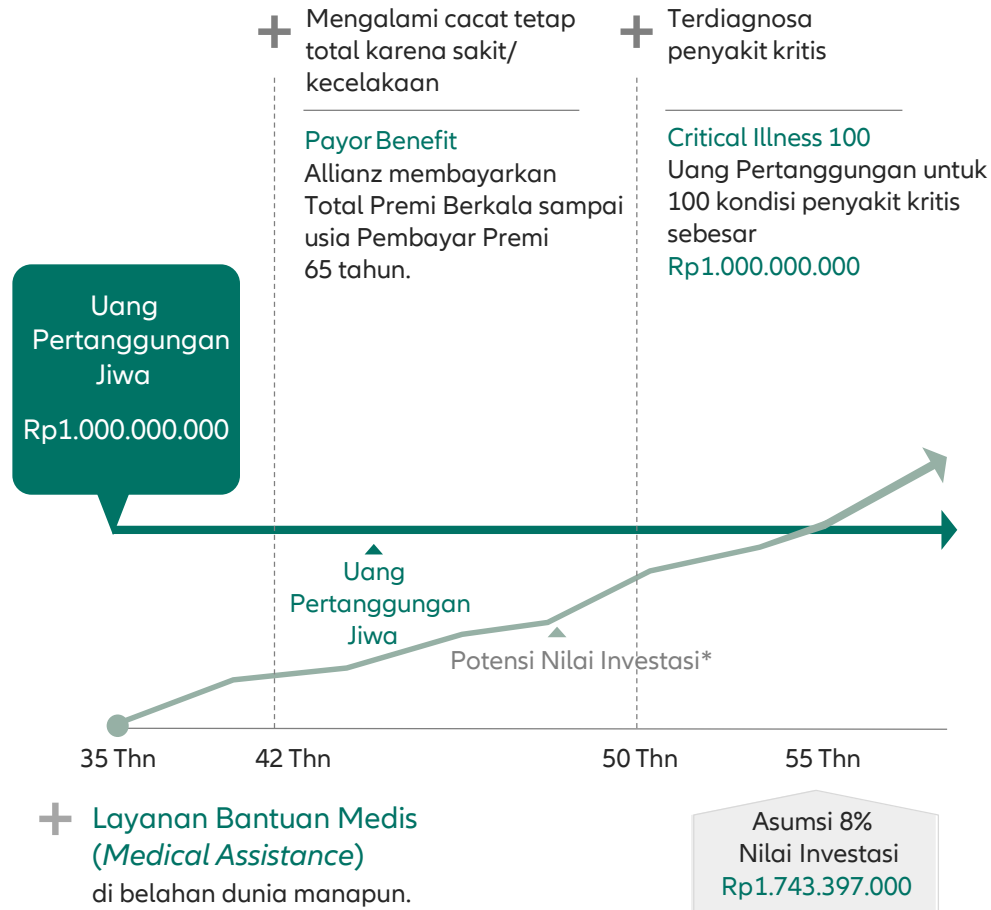 Mengalami cacat tetap
total karena sakit/
kecelakaan
Payor Benefit
Allianz membayarkan
Total Premi Berkala sampai
usia Pembayar Premi
65 tahun.
Terdiagnosa
penyakit kritis
Critical Illness 100
Uang Pertanggungan untuk
100 kondisi penyakit kritis
sebesar
Rp1.000.000.000
Uang
Pertanggungan
Jiwa
Rp1.000.000.000
Uang
Pertanggungan
Jiwa
Potensi Nilai Investasi*
35 Thn
42 Thn
50 Thn
55 Thn
Layanan Bantuan Medis
(Medical Assistance)
di belahan dunia manapun.
Asumsi 8%
Nilai Investasi
Rp1.743.397.000